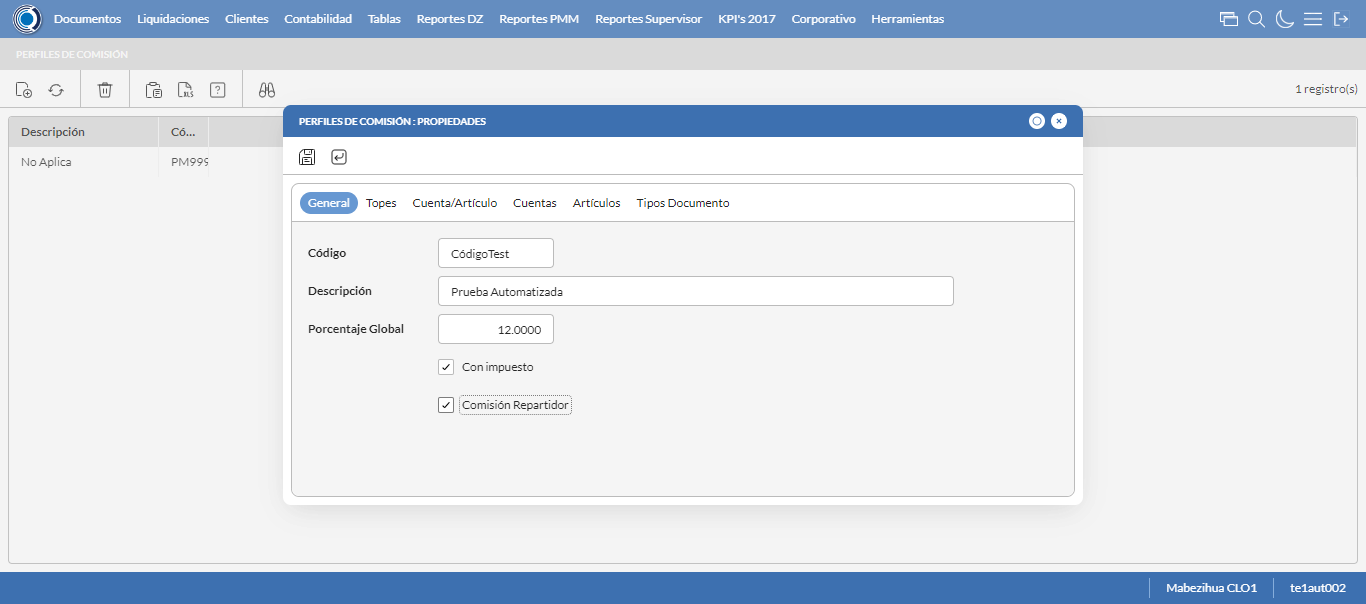 Documentos Liquidaciones Clientes Contabilidad Tablas Reportes DZ Reportes PMM Reportes Supervisor KPI's 2017 Corporativo Herramientas
PERFILES DE COMISIÓN
XLS ? 1 registro(s)
Descripción Có...
No Aplica PM999
PERFILES DE COMISIÓN : PROPIEDADES
General Topes Cuenta/Artículo Cuentas Artículos Tipos Documento
Código CódigoTest
Descripción Prueba Automatizada
Porcentaje Global 12.0000
Con impuesto
Comisión Repartidor
Mabezihua CLO1 te1aut002